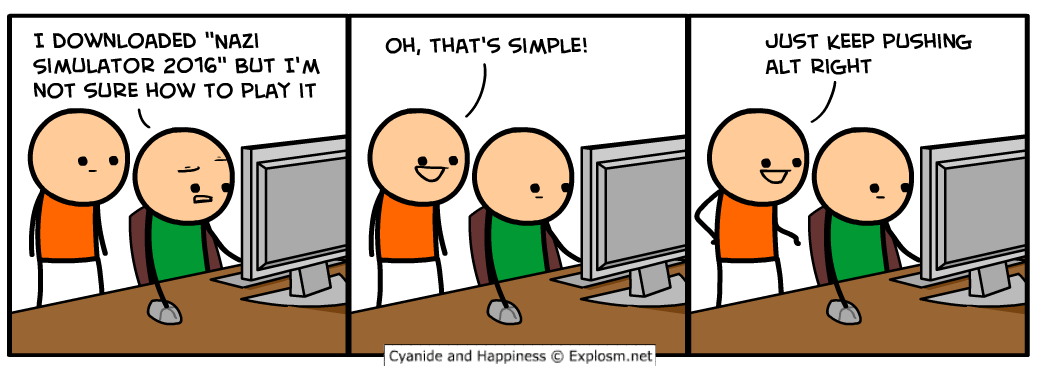 I DOWNLOADED "NAZI
SIMULATOR 2016" BUT I'M
NOT SURE HOW TO PLAY IT
OH, THAT'S SIMPLE!
JUST KEEP PUSHING
ALT RIGHT
Cyanide and Happiness © Explosm.net